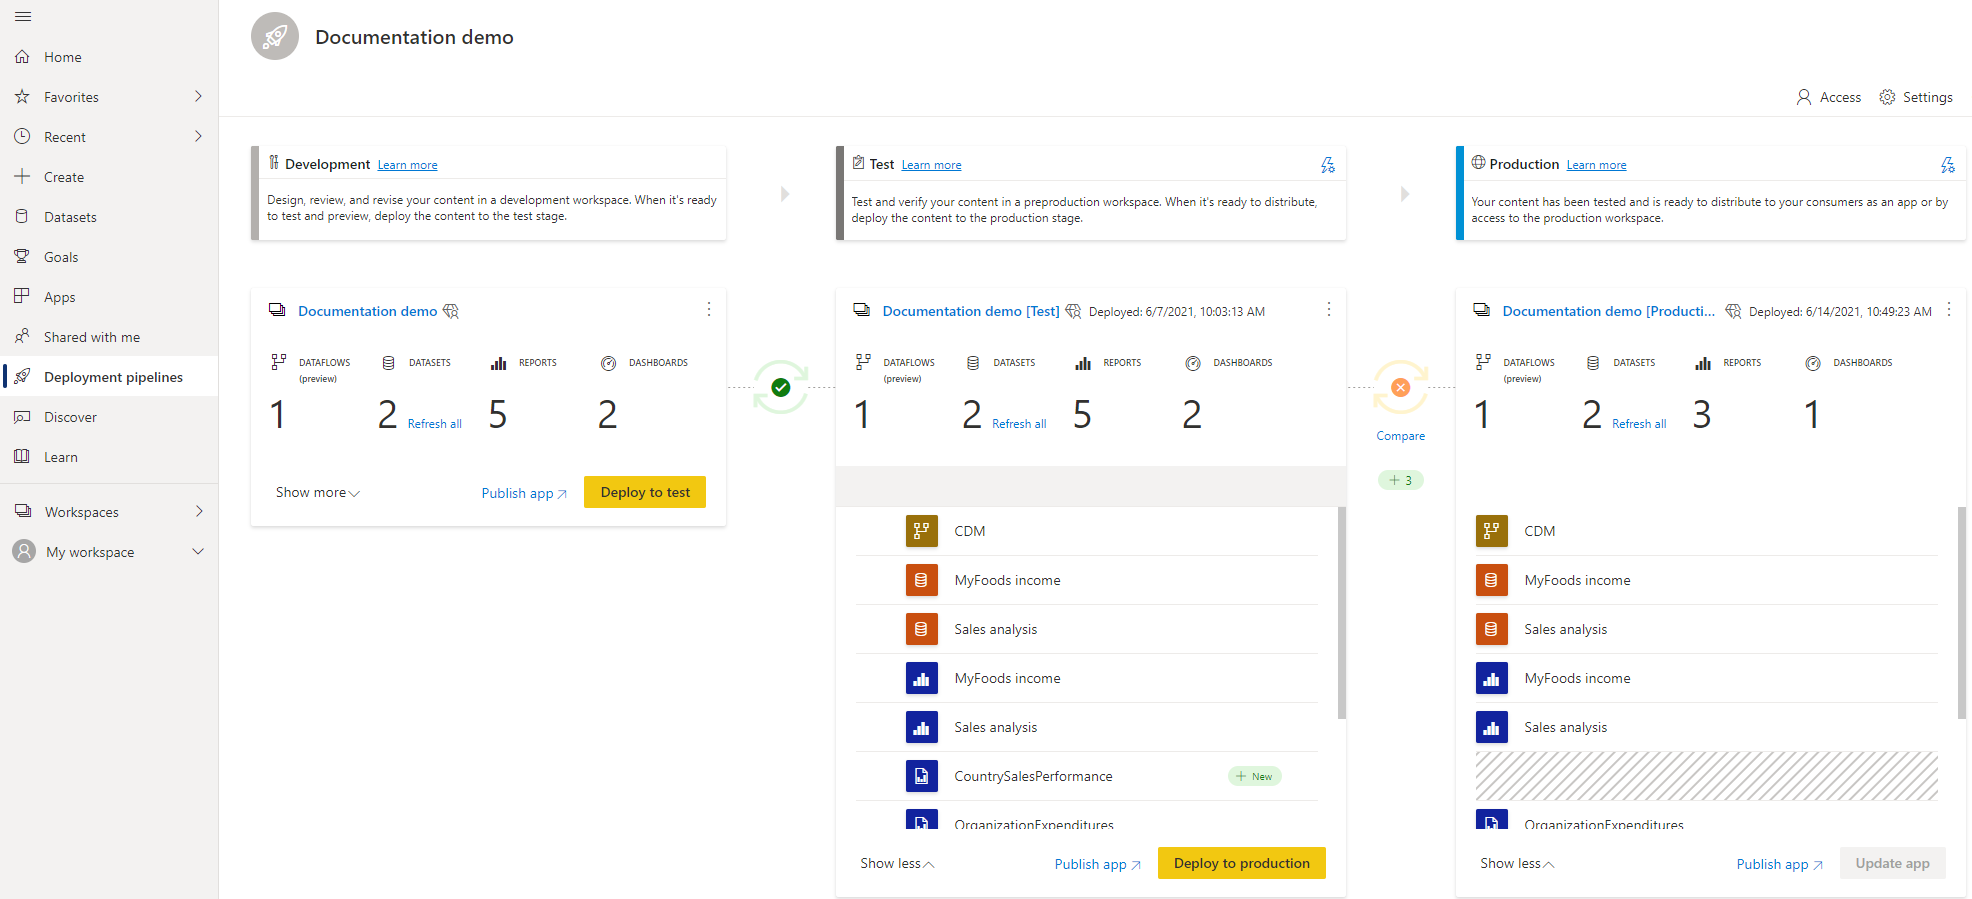 Documentation demo
Access
Settings
Home
Favorites
Recent
Create
Datasets
Goals
Apps
Shared with me
Deployment pipelines
Discover
Learn
Workspaces
My workspace
Development Learn more
Design, review, and revise your content in a development workspace. When it's ready
to test and preview, deploy the content to the test stage.
Test Learn more
Test and verify your content in a preproduction workspace. When it's ready to distribute,
deploy the content to the production stage.
Production Learn more
Your content has been tested and is ready to distribute to your consumers as an app or by
access to the production workspace.
Documentation demo
DATAFLOWS DATASETS REPORTS DASHBOARDS
(preview)
1 2 Refresh all 5 2
Show more Publish app Deploy to test
Documentation demo [Test] Deployed: 6/7/2021, 10:03:13 AM
DATAFLOWS DATASETS REPORTS DASHBOARDS
(preview)
1 2 Refresh all 5 2
CDM
MyFoods income
Sales analysis
MyFoods income
Sales analysis
CountrySalesPerformance + New
OrganizationExpenditures
Show less Publish app Deploy to production
Compare
+ 3
Documentation demo [Producti... Deployed: 6/14/2021, 10:49:23 AM
DATAFLOWS DATASETS REPORTS DASHBOARDS
(preview)
1 2 Refresh all 3 1
CDM
MyFoods income
Sales analysis
MyFoods income
Sales analysis
OrganizationExpenditures
Show less Publish app Update app